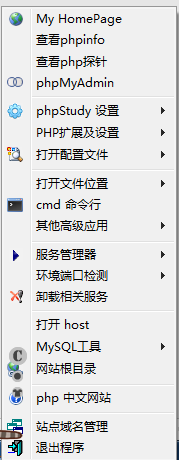 My HomePage
查看phpinfo
查看php探针
phpMyAdmin
phpStudy 设置
PHP扩展及设置
打开配置文件
打开文件位置
cmd 命令行
其他高级应用
服务管理器
环境端口检测
卸载相关服务
打开 host
MySQL工具
网站根目录
php 中文网站
站点域名管理
退出程序